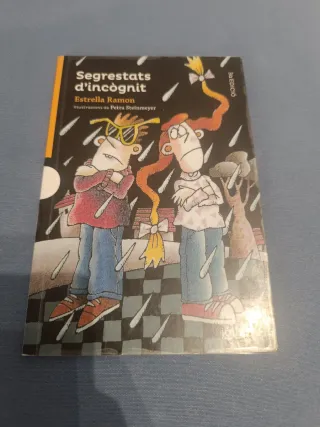 Segrestats
d'incògnit
Estrella Ramon
Il·lustracions de Petra Steinmeyer